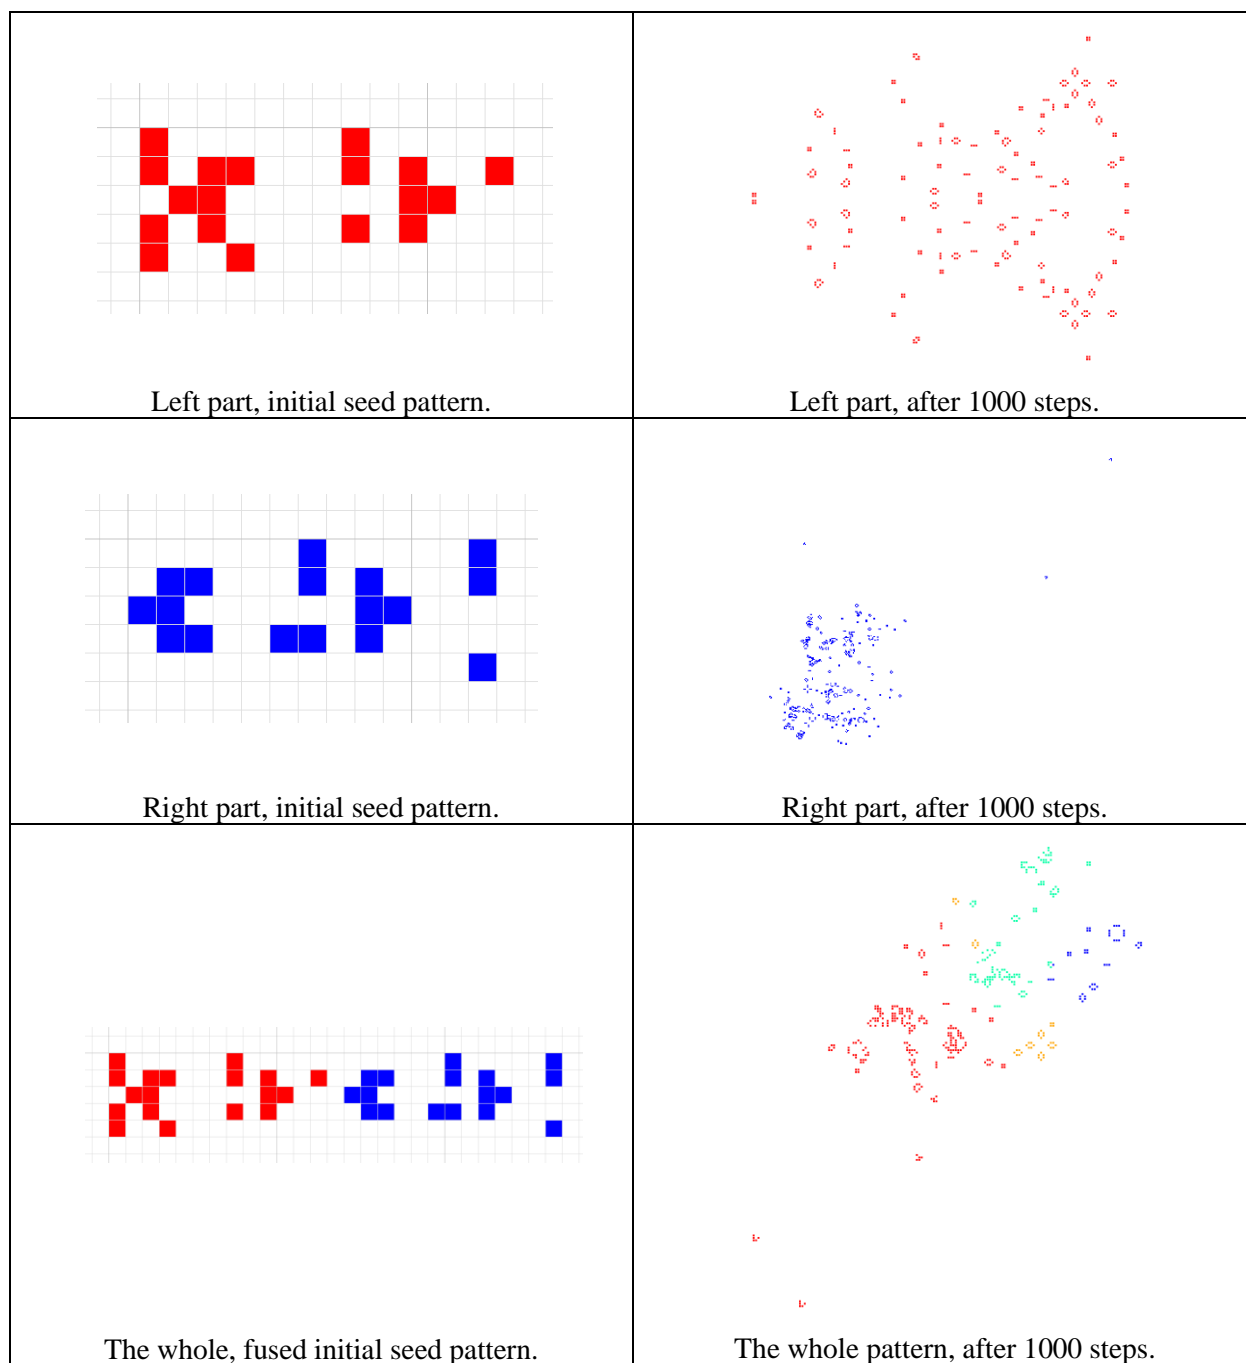 Left part, initial seed pattern.
Left part, after 1000 steps.
Right part, initial seed pattern.
Right part, after 1000 steps.
The whole, fused initial seed pattern.
The whole pattern, after 1000 steps.